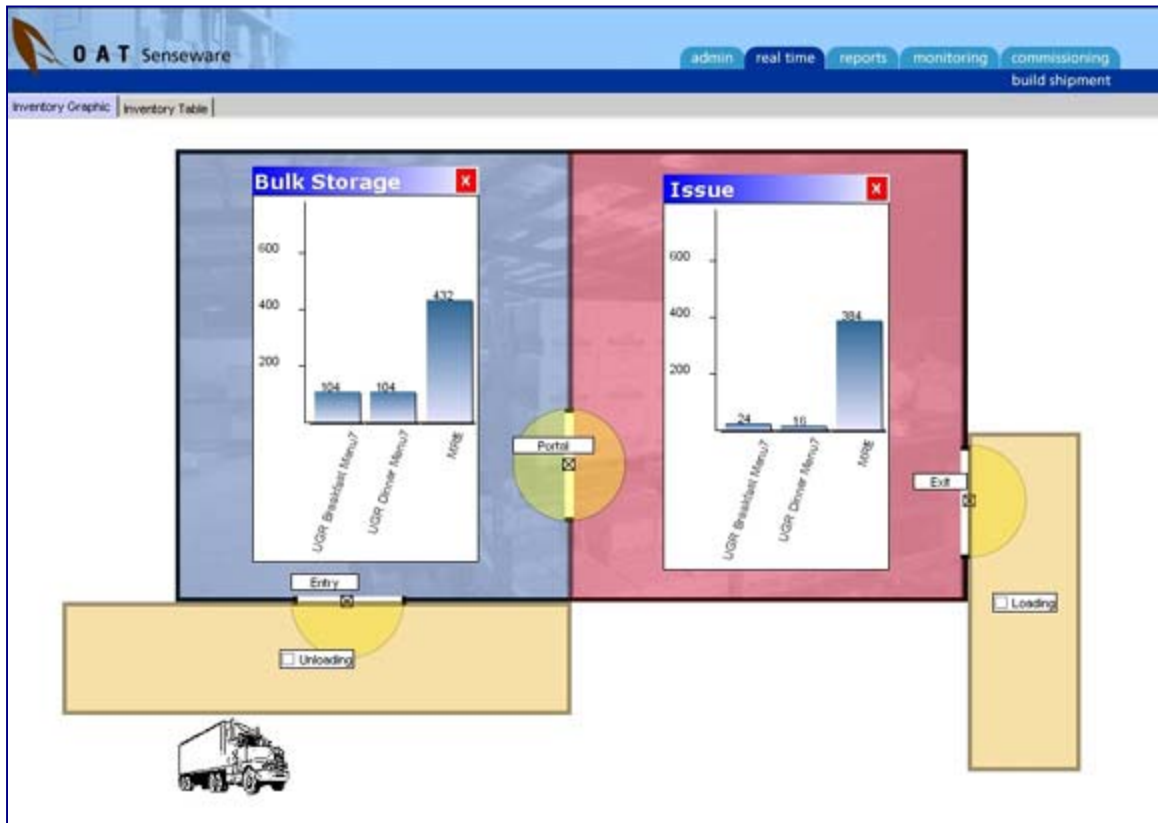 OAT Senseware
admin real time reports monitoring commissioning
build shipment
Inventory Graphic Inventory Table
Bulk Storage X
600
400
200
432
104
104
UGR Breakfast Menu7
UGR Dinner Menu7
MRE
Issue X
600
400
200
384
24
16
UGR Breakfast Menu7
UGR Dinner Menu7
MRE
Portal
Exit
Entry
Loading
Unloading